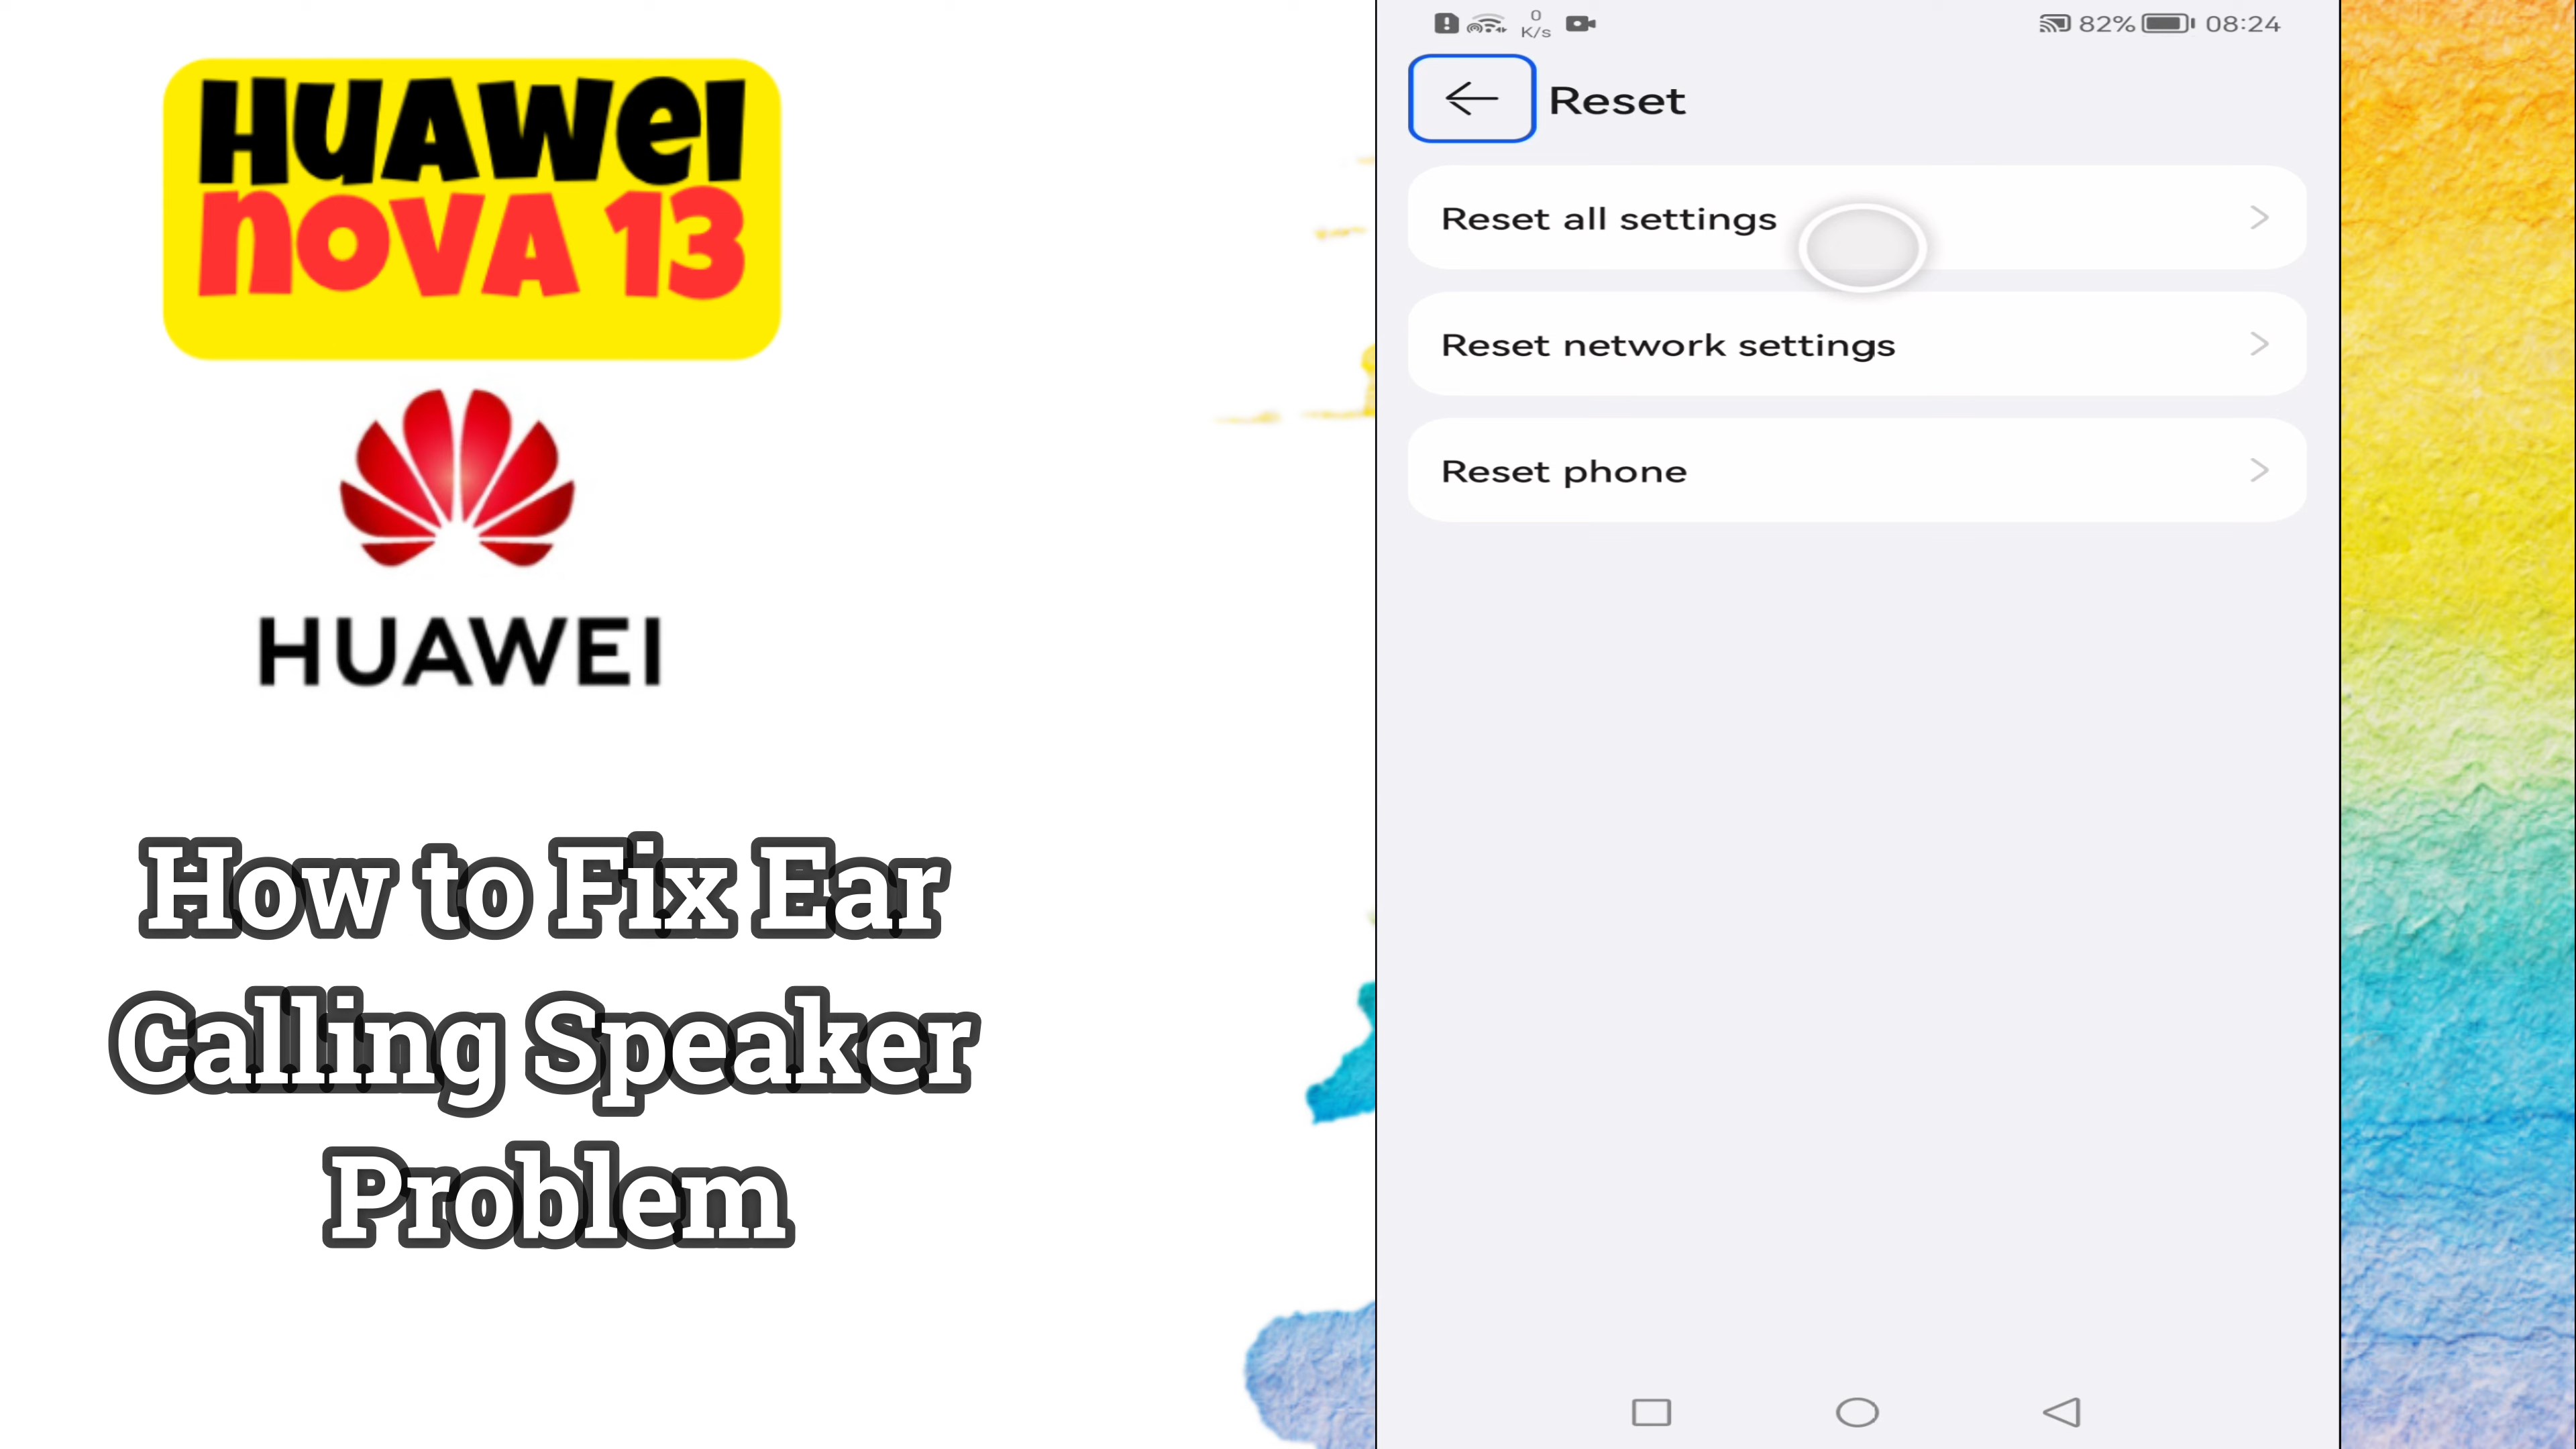 HUAWEI
NOVA 13
HUAWEI
How to Fix Ear
Calling Speaker
Problem
0
K/s
82%
08:24
Reset
Reset all settings
Reset network settings
Reset phone